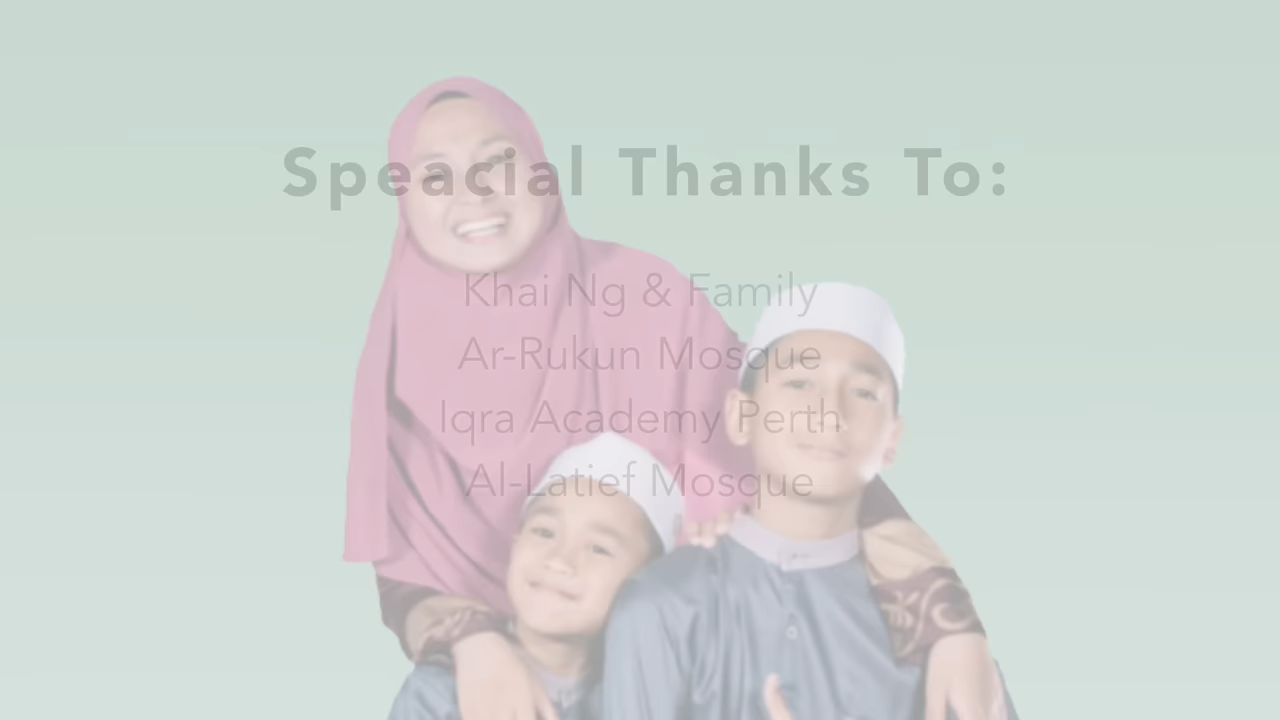 Speacial Thanks To:
Khai Ng & Family
Ar-Rukun Mosque
Iqra Academy Perth
Al-Latief Mosque